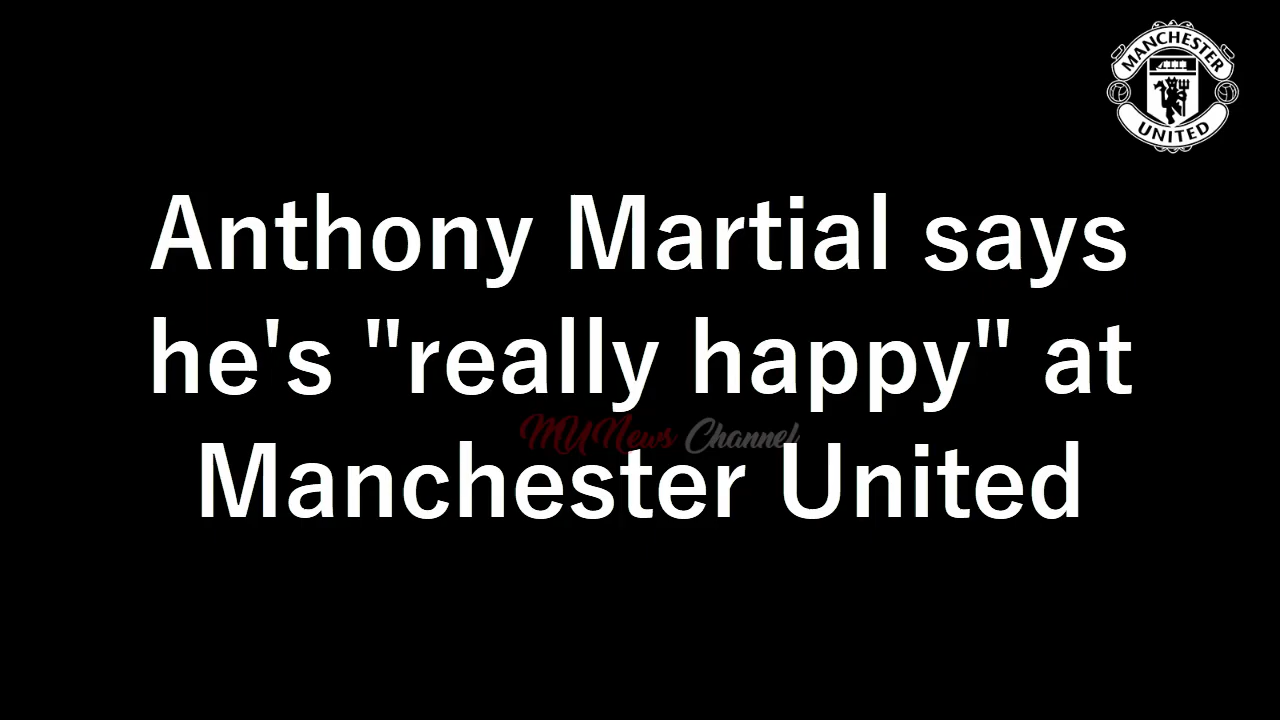 MANCHESTER
UNITED
Anthony Martial says
he's "really happy" at
MUNews Channel
Manchester United